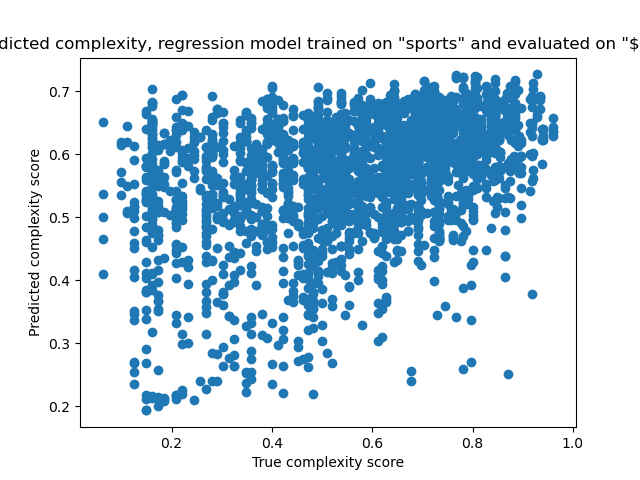 dicted complexity, regression model trained on "sports" and evaluated on "$
0.7
0.6
0.5
0.4
0.3
0.2
Predicted complexity score
0.2 0.4 0.6 0.8 1.0
True complexity score